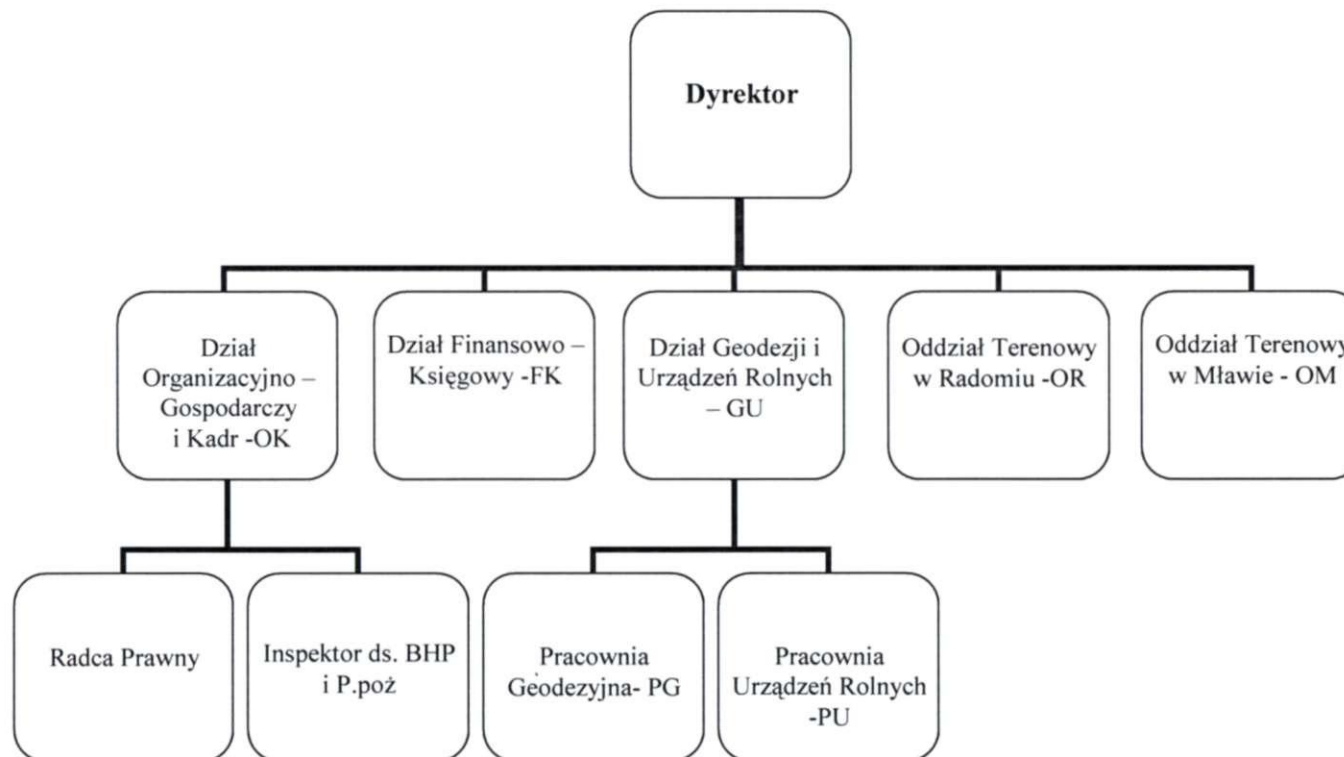 Dyrektor
Dział
Organizacyjno –
Gospodarczy
i Kadr -OK
Dział Finansowo –
Księgowy -FK
Dział Geodezji i
Urządzeń Rolnych
– GU
Oddział Terenowy
w Radomiu -OR
Oddział Terenowy
w Mławie - OM
Radca Prawny
Inspektor ds. BHP
i P.poż
Pracownia
Geodezyjna- PG
Pracownia
Urządzeń Rolnych
-PU